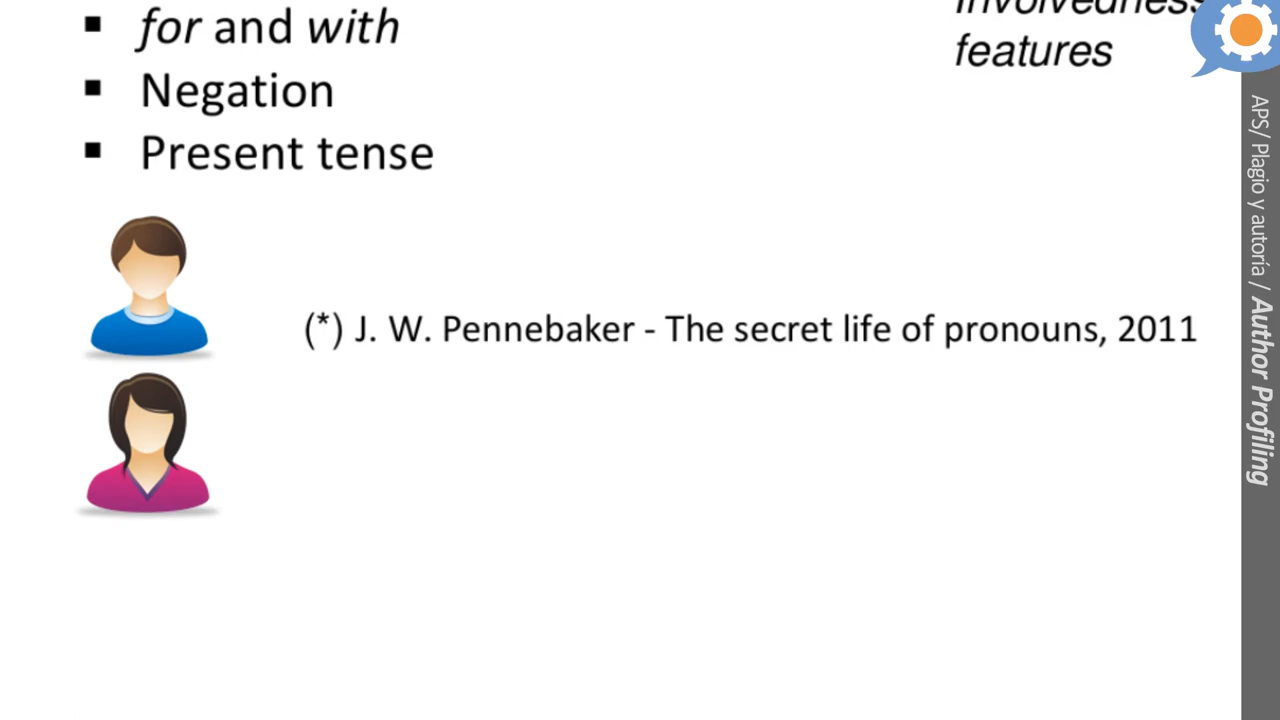 for and with
Involvedness
features
Negation
Present tense
(*) J. W. Pennebaker - The secret life of pronouns, 2011
APS/ Plagio y autoría / Author Profiling